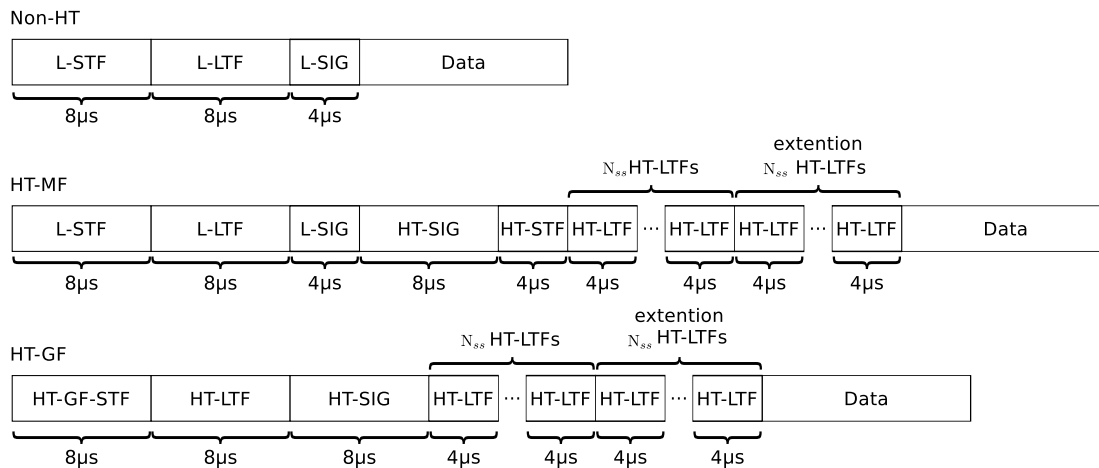 Non-HT
L-STF L-LTF L-SIG Data
8μs 8μs 4μs
extention
N_ss HT-LTFs N_ss HT-LTFs
HT-MF
L-STF L-LTF L-SIG HT-SIG HT-STF HT-LTF ... HT-LTF HT-LTF ... HT-LTF Data
8μs 8μs 4μs 8μs 4μs 4μs 4μs 4μs 4μs
extention
N_ss HT-LTFs N_ss HT-LTFs
HT-GF
HT-GF-STF HT-LTF HT-SIG HT-LTF ... HT-LTF HT-LTF ... HT-LTF Data
8μs 8μs 8μs 4μs 4μs 4μs 4μs